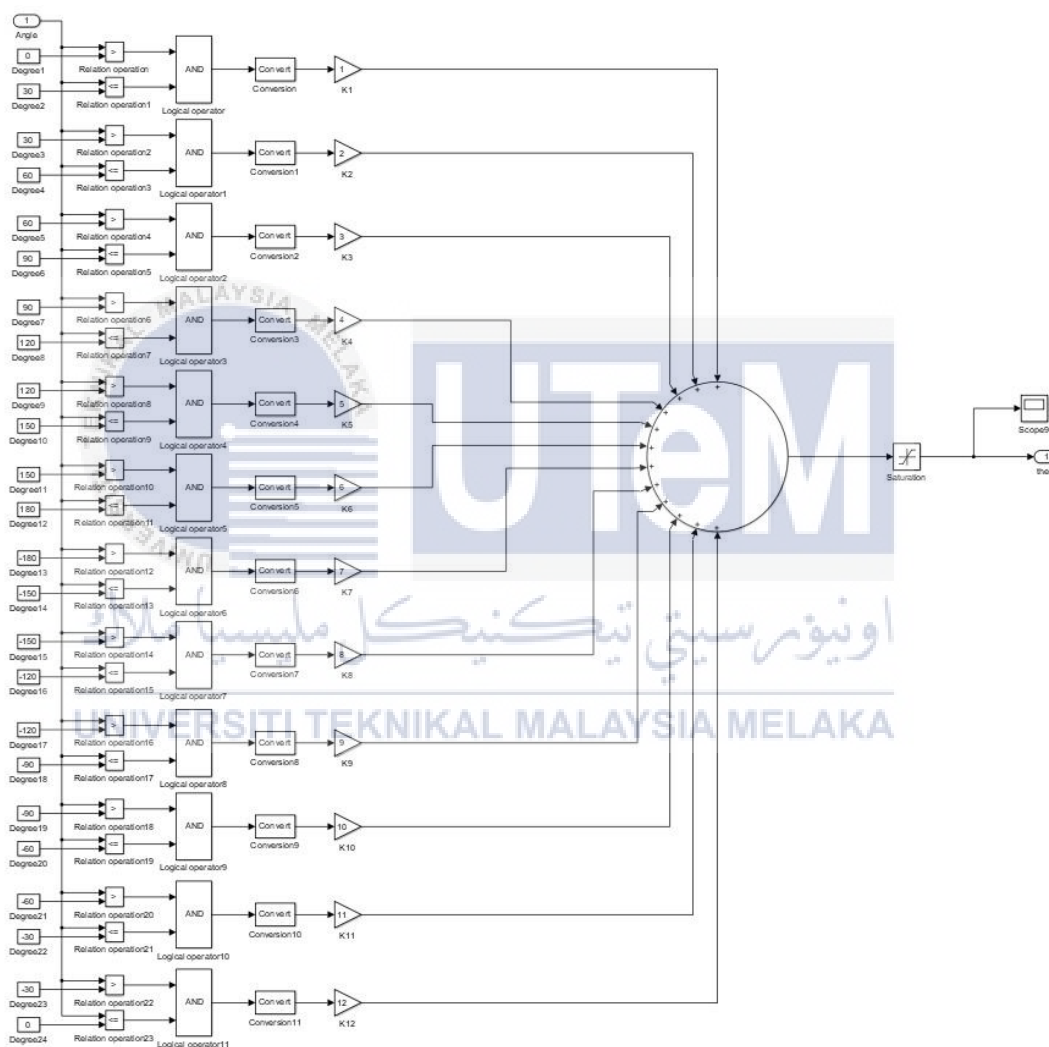 1
Angle
0
Degree1
>
Relation operation
30
Degree2
<=
Relation operation1
AND
Logical operator
Convert
Conversion
1
K1
30
Degree3
>
Relation operation2
60
Degree4
<=
Relation operation3
AND
Logical operator1
Convert
Conversion1
2
K2
60
Degree5
>
Relation operation4
90
Degree6
<=
Relation operation5
AND
Logical operator2
Convert
Conversion2
3
K3
90
Degree7
>
Relation operation6
120
Degree8
<=
Relation operation7
AND
Logical operator3
Convert
Conversion3
4
K4
120
Degree9
>
Relation operation8
150
Degree10
<=
Relation operation9
AND
Logical operator4
Convert
Conversion4
5
K5
150
Degree11
>
Relation operation10
180
Degree12
<=
Relation operation11
AND
Logical operator5
Convert
Conversion5
6
K6
-180
Degree13
>
Relation operation12
-150
Degree14
<=
Relation operation13
AND
Logical operator6
Convert
Conversion6
7
K7
-150
Degree15
>
Relation operation14
-120
Degree16
<=
Relation operation15
AND
Logical operator7
Convert
Conversion7
8
K8
-120
Degree17
>
Relation operation16
-90
Degree18
<=
Relation operation17
AND
Logical operator8
Convert
Conversion8
9
K9
-90
Degree19
>
Relation operation18
-60
Degree20
<=
Relation operation19
AND
Logical operator9
Convert
Conversion9
10
K10
-60
Degree21
>
Relation operation20
-30
Degree22
<=
Relation operation21
AND
Logical operator10
Convert
Conversion10
11
K11
-30
Degree23
>
Relation operation22
0
Degree24
<=
Relation operation23
AND
Logical operator11
Convert
Conversion11
12
K12
+ + + + + + + + + + + +
Saturation
Scope9
1
the
UTeM
اونيۏرسيتي تيكنيكل مليسيا ملاك
UNIVERSITI TEKNIKAL MALAYSIA MELAKA